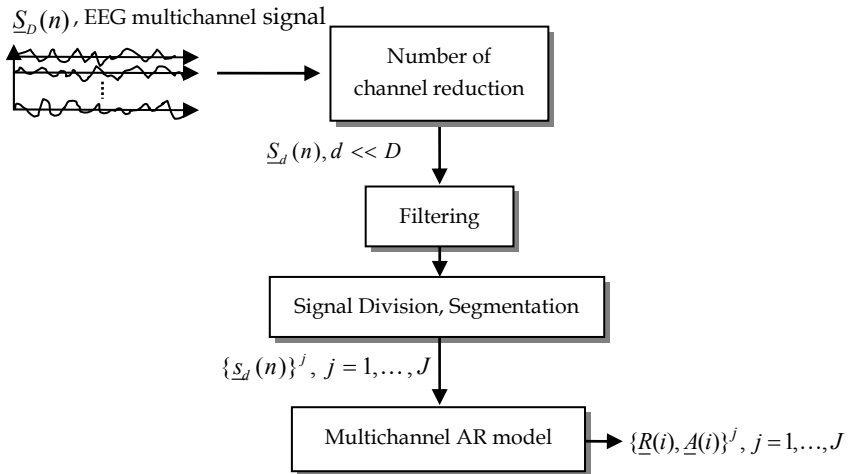 S_D(n), EEG multichannel signal
Number of
channel reduction
S_d(n), d << D
Filtering
Signal Division, Segmentation
{s_d(n)}^j, j = 1,…, J
Multichannel AR model
{R(i), A(i)}^j, j = 1,…, J